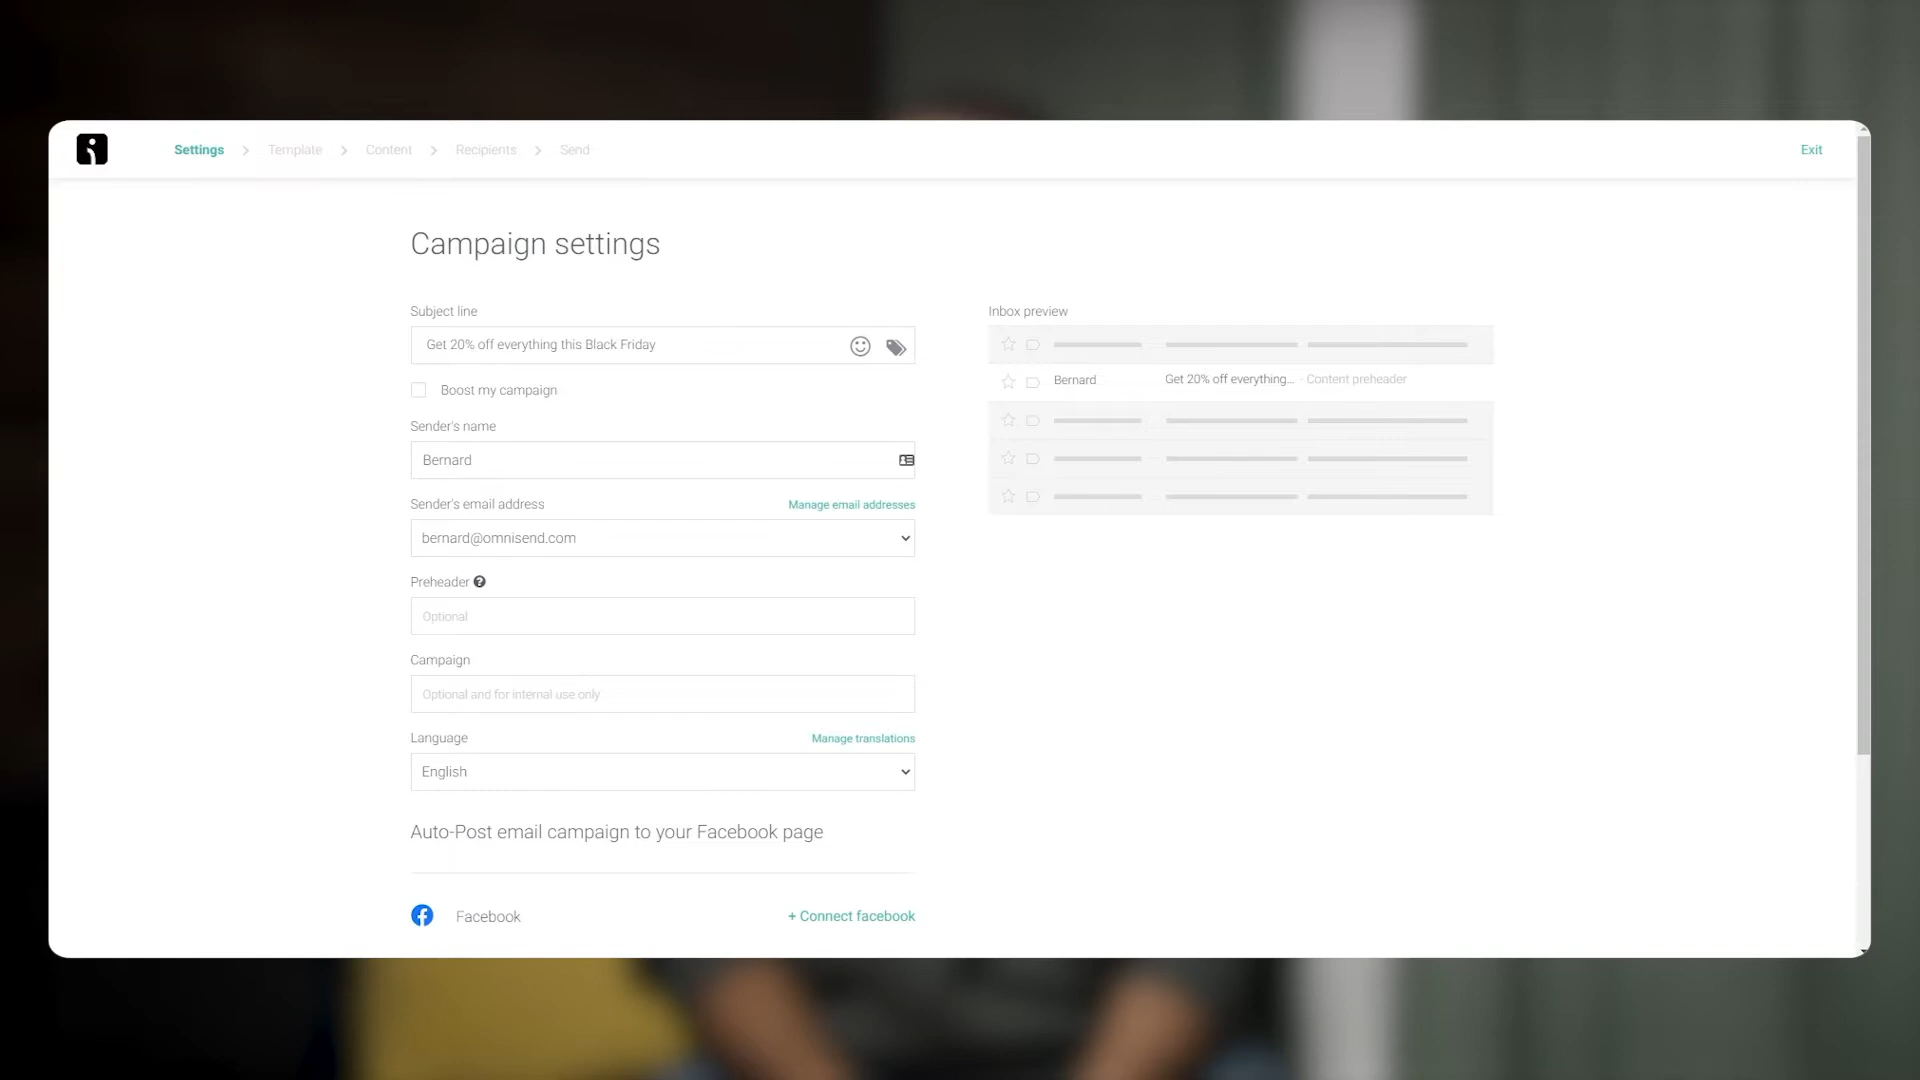 Settings Template Content Recipients Send Exit
Campaign settings
Subject line
Get 20% off everything this Black Friday
Boost my campaign
Sender's name
Bernard
Sender's email address Manage email addresses
bernard@omnisend.com
Preheader
Optional
Campaign
Optional and for internal use only
Language Manage translations
English
Auto-Post email campaign to your Facebook page
Facebook + Connect facebook
Inbox preview
Bernard Get 20% off everything... - Content preheader